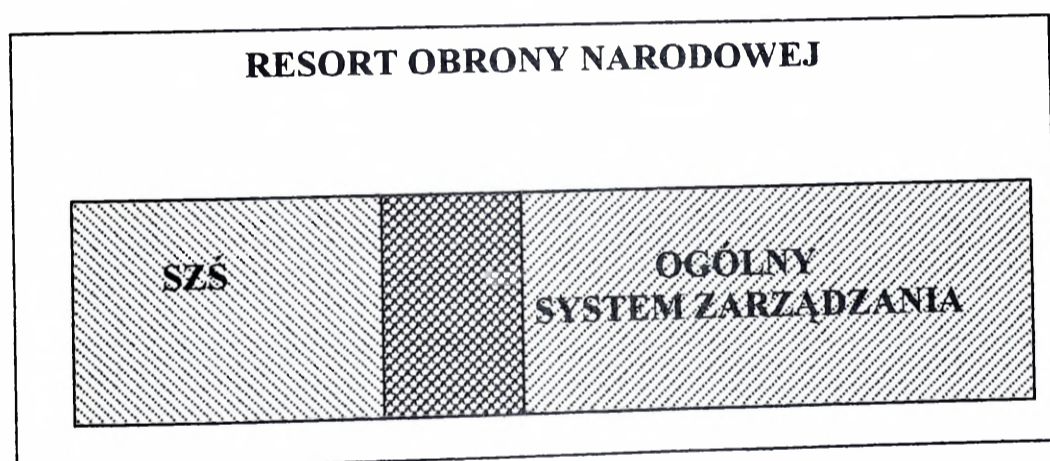 RESORT OBRONY NARODOWEJ
SZŚ
OGÓLNY
SYSTEM ZARZĄDZANIA